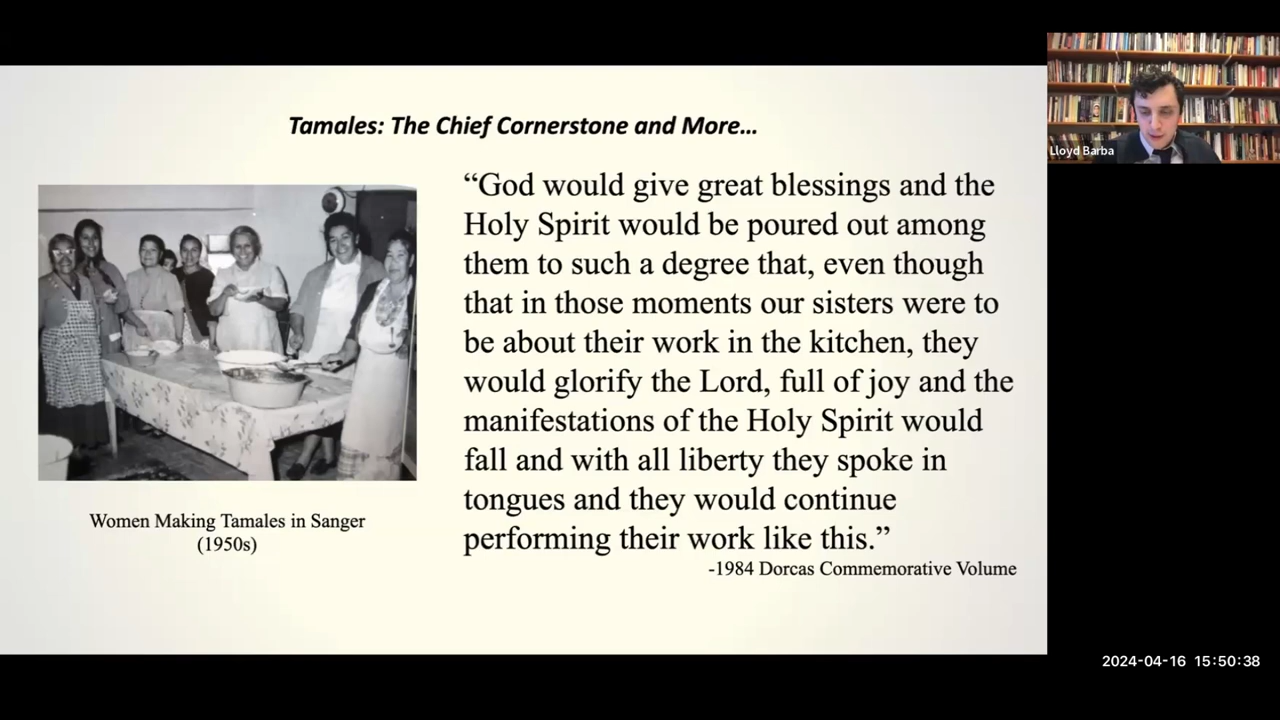 Tamales: The Chief Cornerstone and More…
“God would give great blessings and the
Holy Spirit would be poured out among
them to such a degree that, even though
that in those moments our sisters were to
be about their work in the kitchen, they
would glorify the Lord, full of joy and the
manifestations of the Holy Spirit would
fall and with all liberty they spoke in
tongues and they would continue
performing their work like this.”
-1984 Dorcas Commemorative Volume
Women Making Tamales in Sanger
(1950s)
Lloyd Barba
2024-04-16 15:50:38